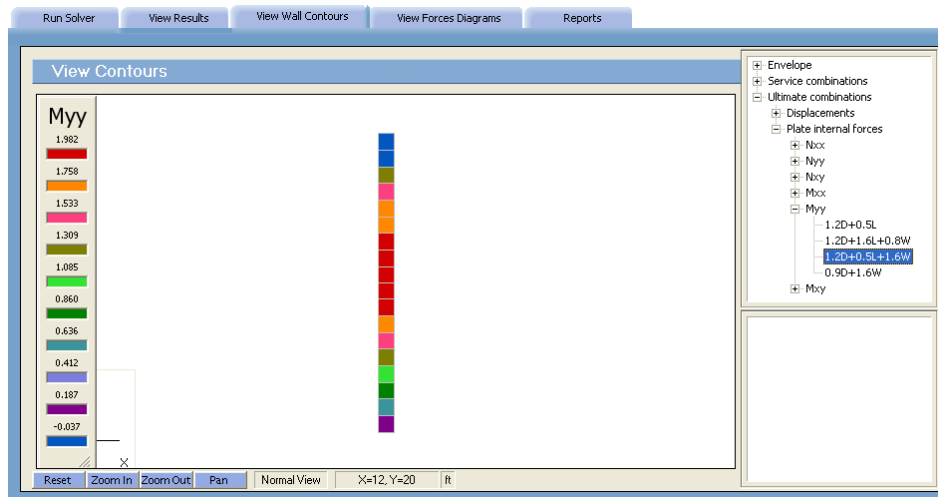 Run Solver
View Results
View Wall Contours
View Forces Diagrams
Reports
View Contours
Myy
1.982
1.758
1.533
1.309
1.085
0.860
0.636
0.412
0.187
-0.037
X
Envelope
Service combinations
Ultimate combinations
Displacements
Plate internal forces
Nxx
Nyy
Nxy
Mxx
Myy
1.2D+0.5L
1.2D+1.6L+0.8W
1.2D+0.5L+1.6W
0.9D+1.6W
Mxy
Reset
Zoom In
Zoom Out
Pan
Normal View
X=12, Y=20
ft